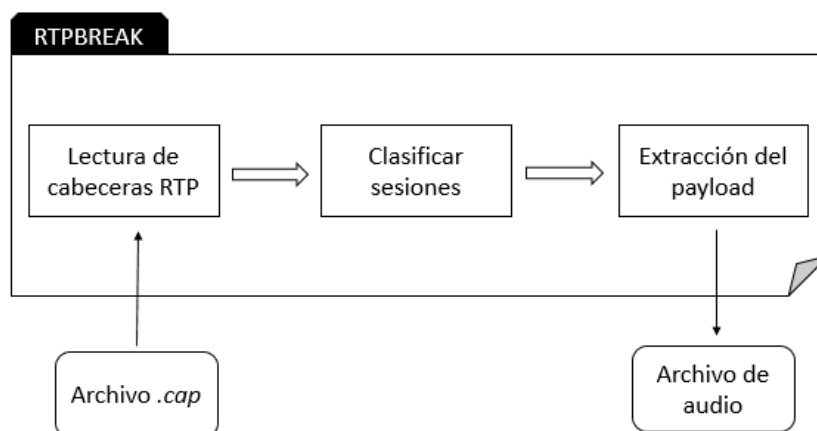 RTPBREAK
Lectura de
cabeceras RTP
Clasificar
sesiones
Extracción del
payload
Archivo .cap
Archivo de
audio